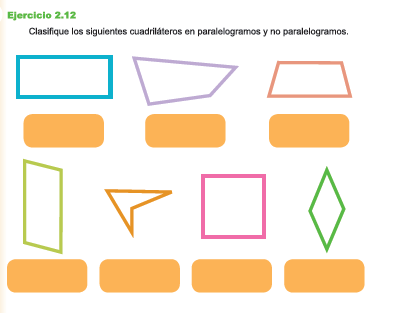 Ejercicio 2.12
Clasifique los siguientes cuadriláteros en paralelogramos y no paralelogramos.